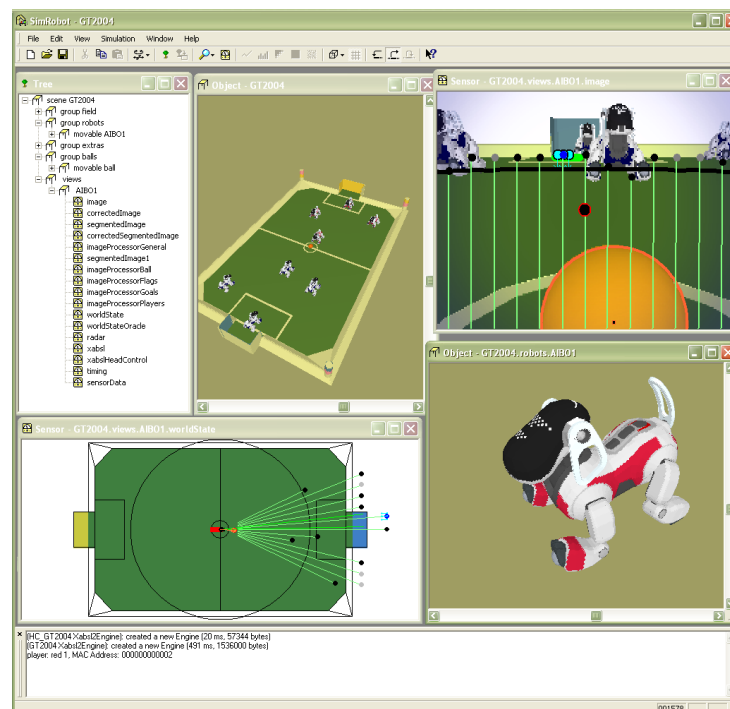 SimRobot - GT2004
File Edit View Simulation Window Help
Tree
scene GT2004
group field
group robots
movable AIBO1
group extras
group balls
movable ball
views
AIBO1
image
correctedImage
segmentedImage
correctedSegmentedImage
imageProcessorGeneral
segmentedImage1
imageProcessorBall
imageProcessorFlags
imageProcessorGoals
imageProcessorPlayers
worldState
worldStateOracle
radar
xabsl
xabslHeadControl
timing
sensorData
Object - GT2004
Sensor - GT2004.views.AIBO1.image
Object - GT2004.robots.AIBO1
Sensor - GT2004.views.AIBO1.worldState
(HC_GT2004 Xabsl2Engine): created a new Engine (20 ms, 57344 bytes)
(GT2004 Xabsl2Engine): created a new Engine (491 ms, 1536000 bytes)
player: red 1, MAC Address: 000000000002